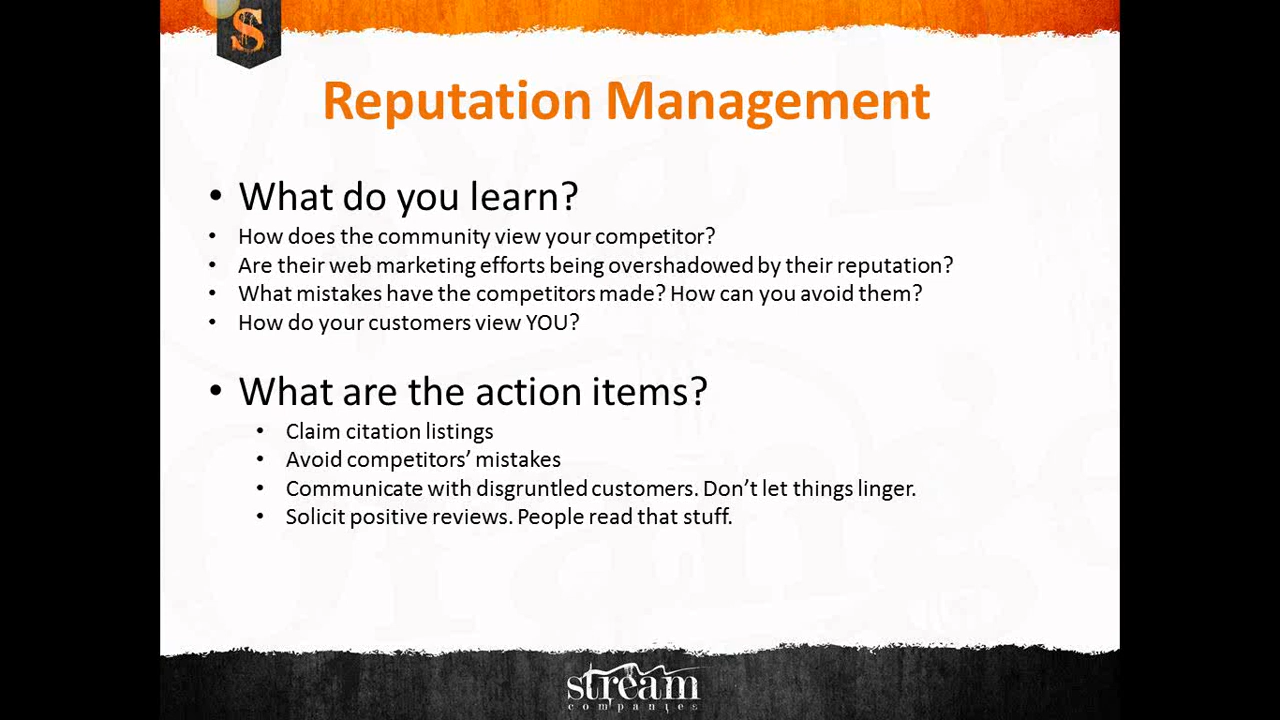 S
Reputation Management
• What do you learn?
• How does the community view your competitor?
• Are their web marketing efforts being overshadowed by their reputation?
• What mistakes have the competitors made? How can you avoid them?
• How do your customers view YOU?
• What are the action items?
• Claim citation listings
• Avoid competitors’ mistakes
• Communicate with disgruntled customers. Don’t let things linger.
• Solicit positive reviews. People read that stuff.
stream
companies